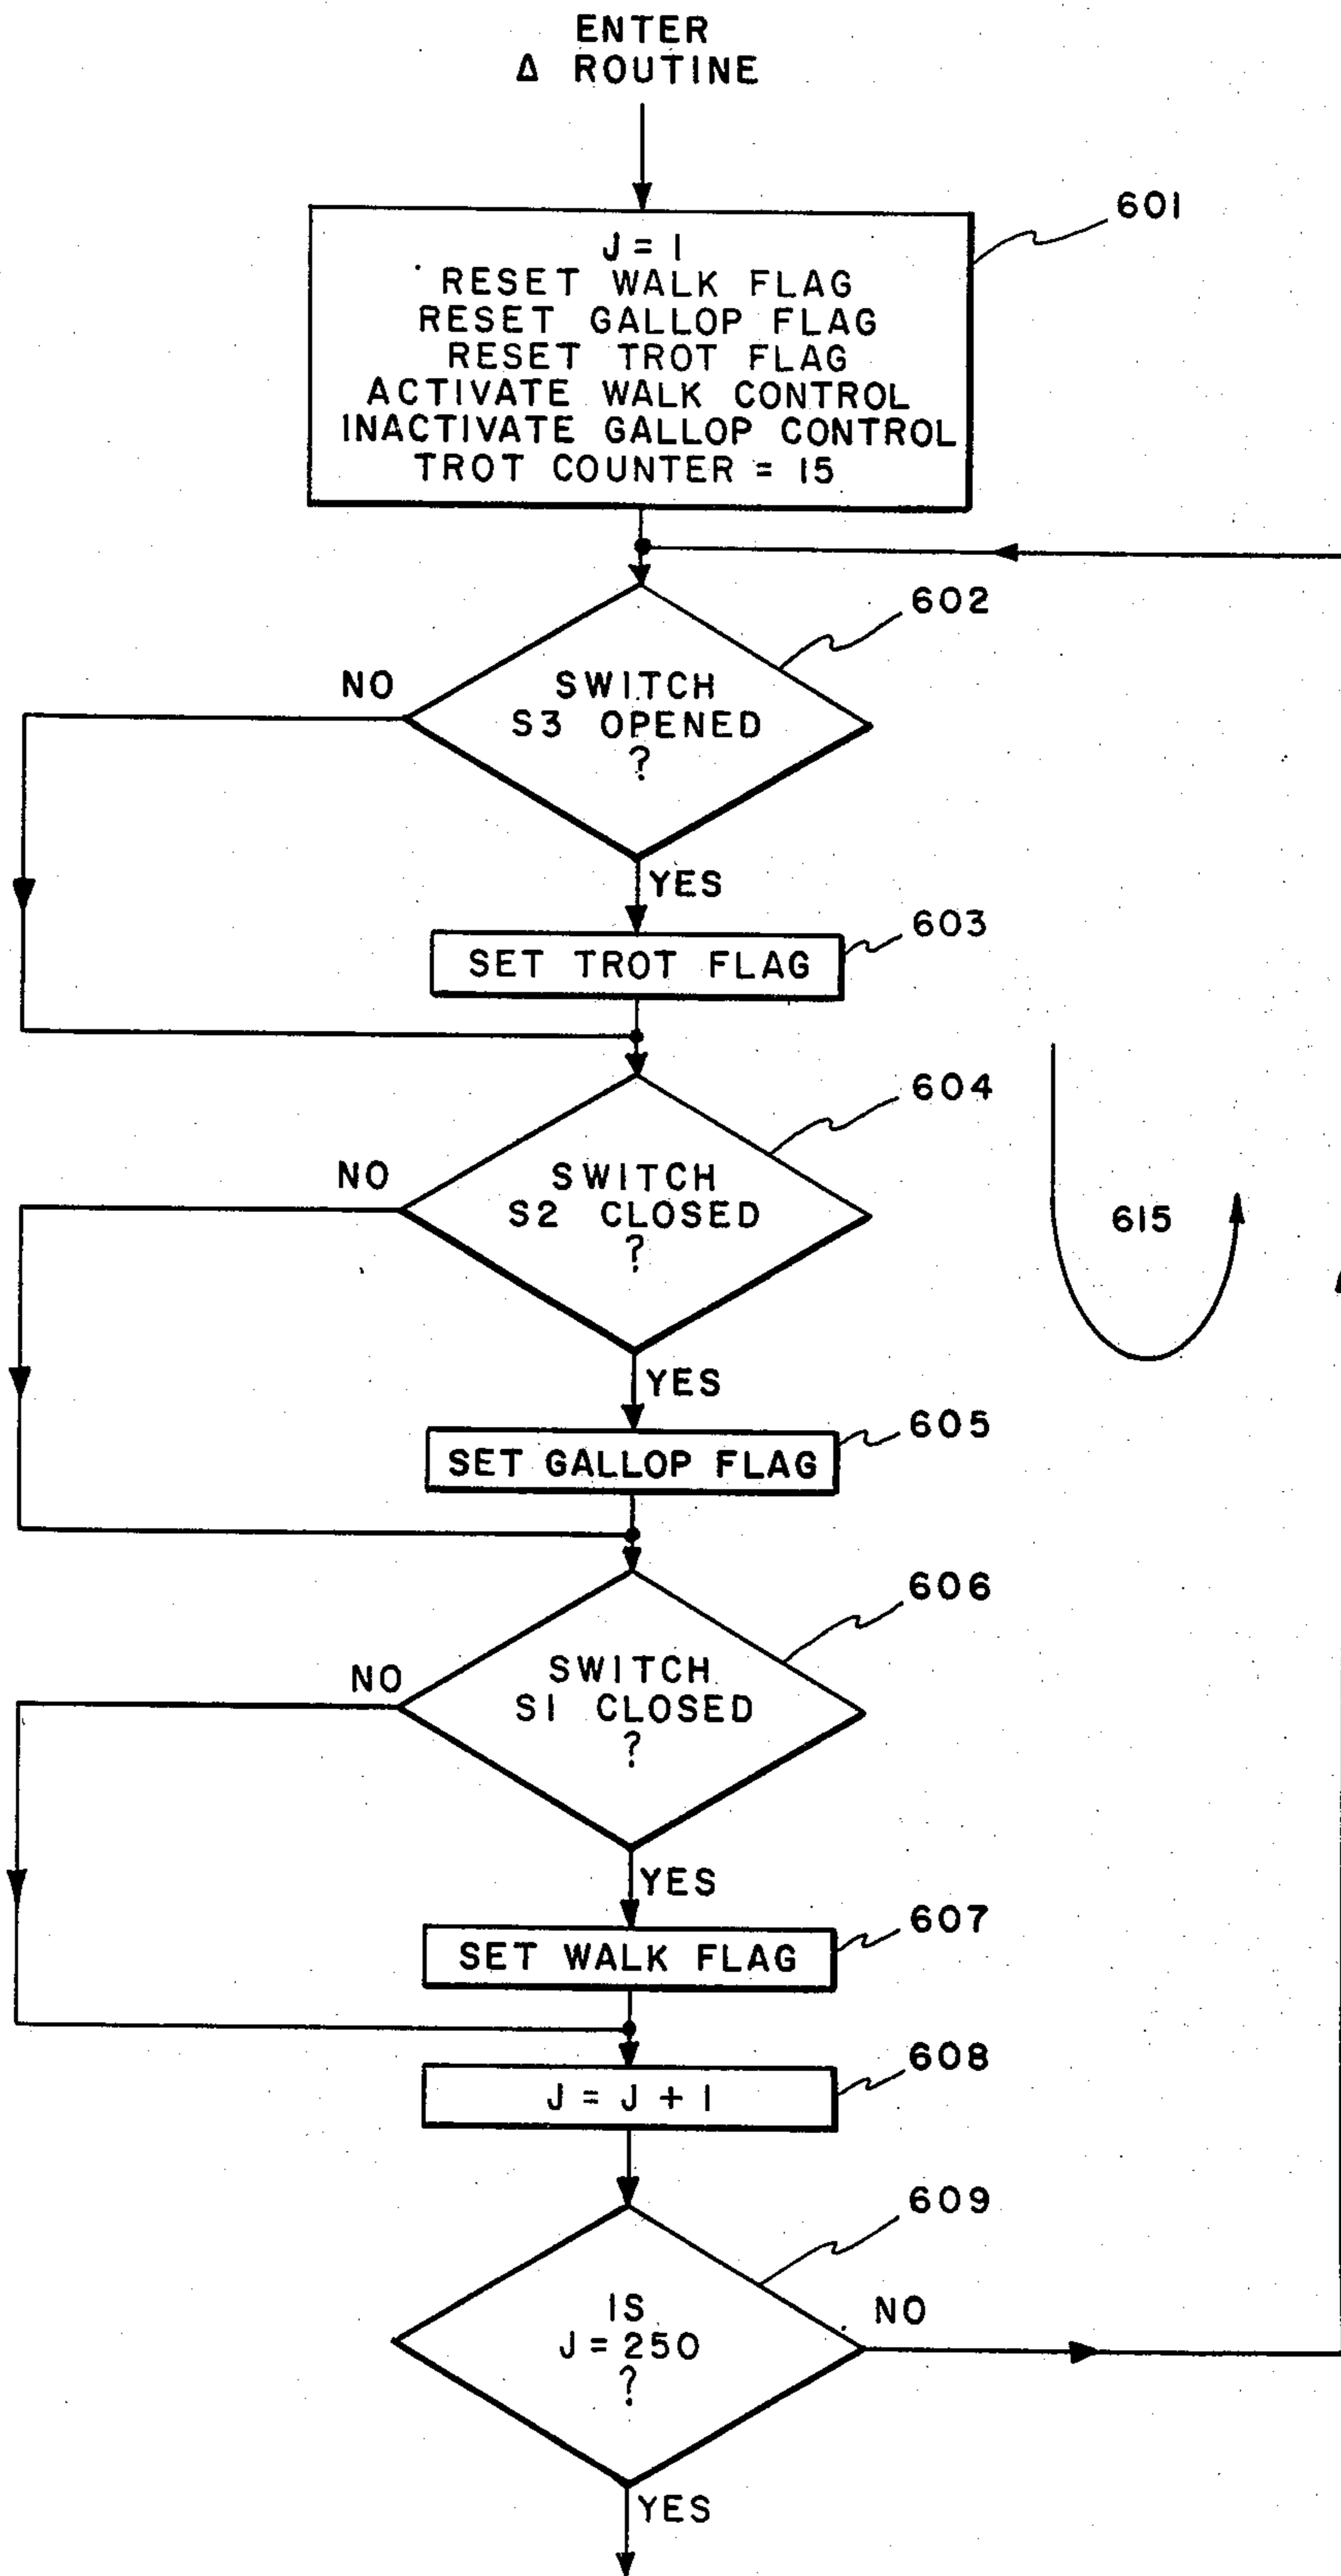 ENTER
Δ ROUTINE
601
J = 1
RESET WALK FLAG
RESET GALLOP FLAG
RESET TROT FLAG
ACTIVATE WALK CONTROL
INACTIVATE GALLOP CONTROL
TROT COUNTER = 15
602
NO
SWITCH
S3 OPENED
?
YES
603
SET TROT FLAG
604
NO
SWITCH
S2 CLOSED
?
615
YES
605
SET GALLOP FLAG
606
NO
SWITCH
S1 CLOSED
?
YES
607
SET WALK FLAG
608
J = J + 1
609
IS
J = 250
?
NO
YES